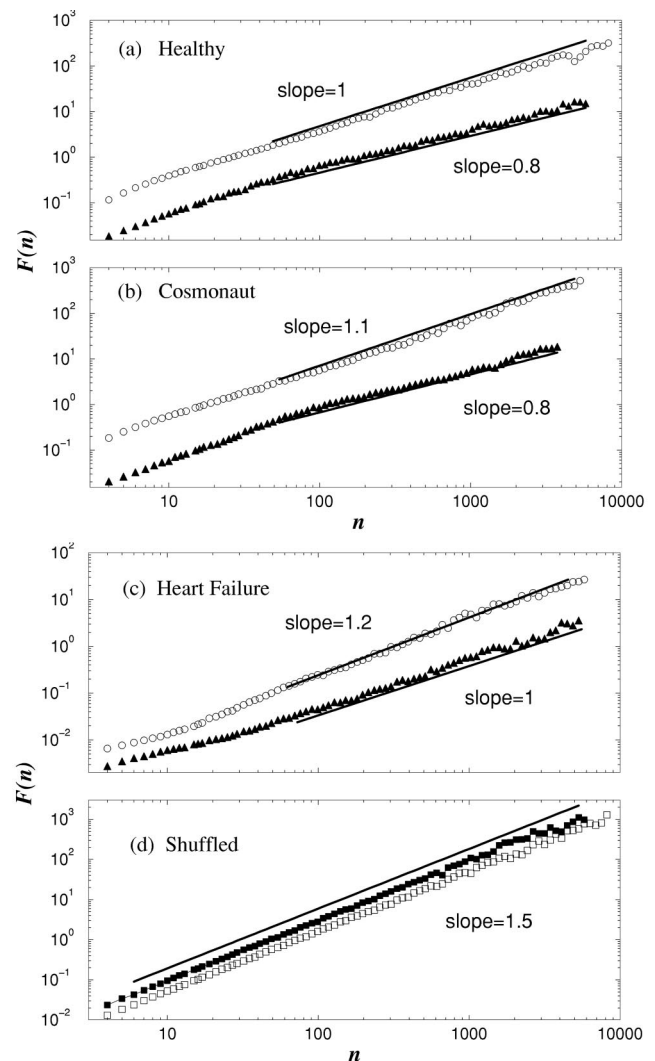 10^3
(a) Healthy
10^2
slope=1
10^1
10^0
slope=0.8
10^-1
F(n)
10^3
(b) Cosmonaut
10^2
slope=1.1
10^1
10^0
slope=0.8
10^-1
10 100 1000 10000
n
10^2
(c) Heart Failure
10^1
slope=1.2
10^0
10^-1
slope=1
10^-2
F(n)
10^3
(d) Shuffled
10^2
10^1
slope=1.5
10^0
10^-1
10^-2
10 100 1000 10000
n